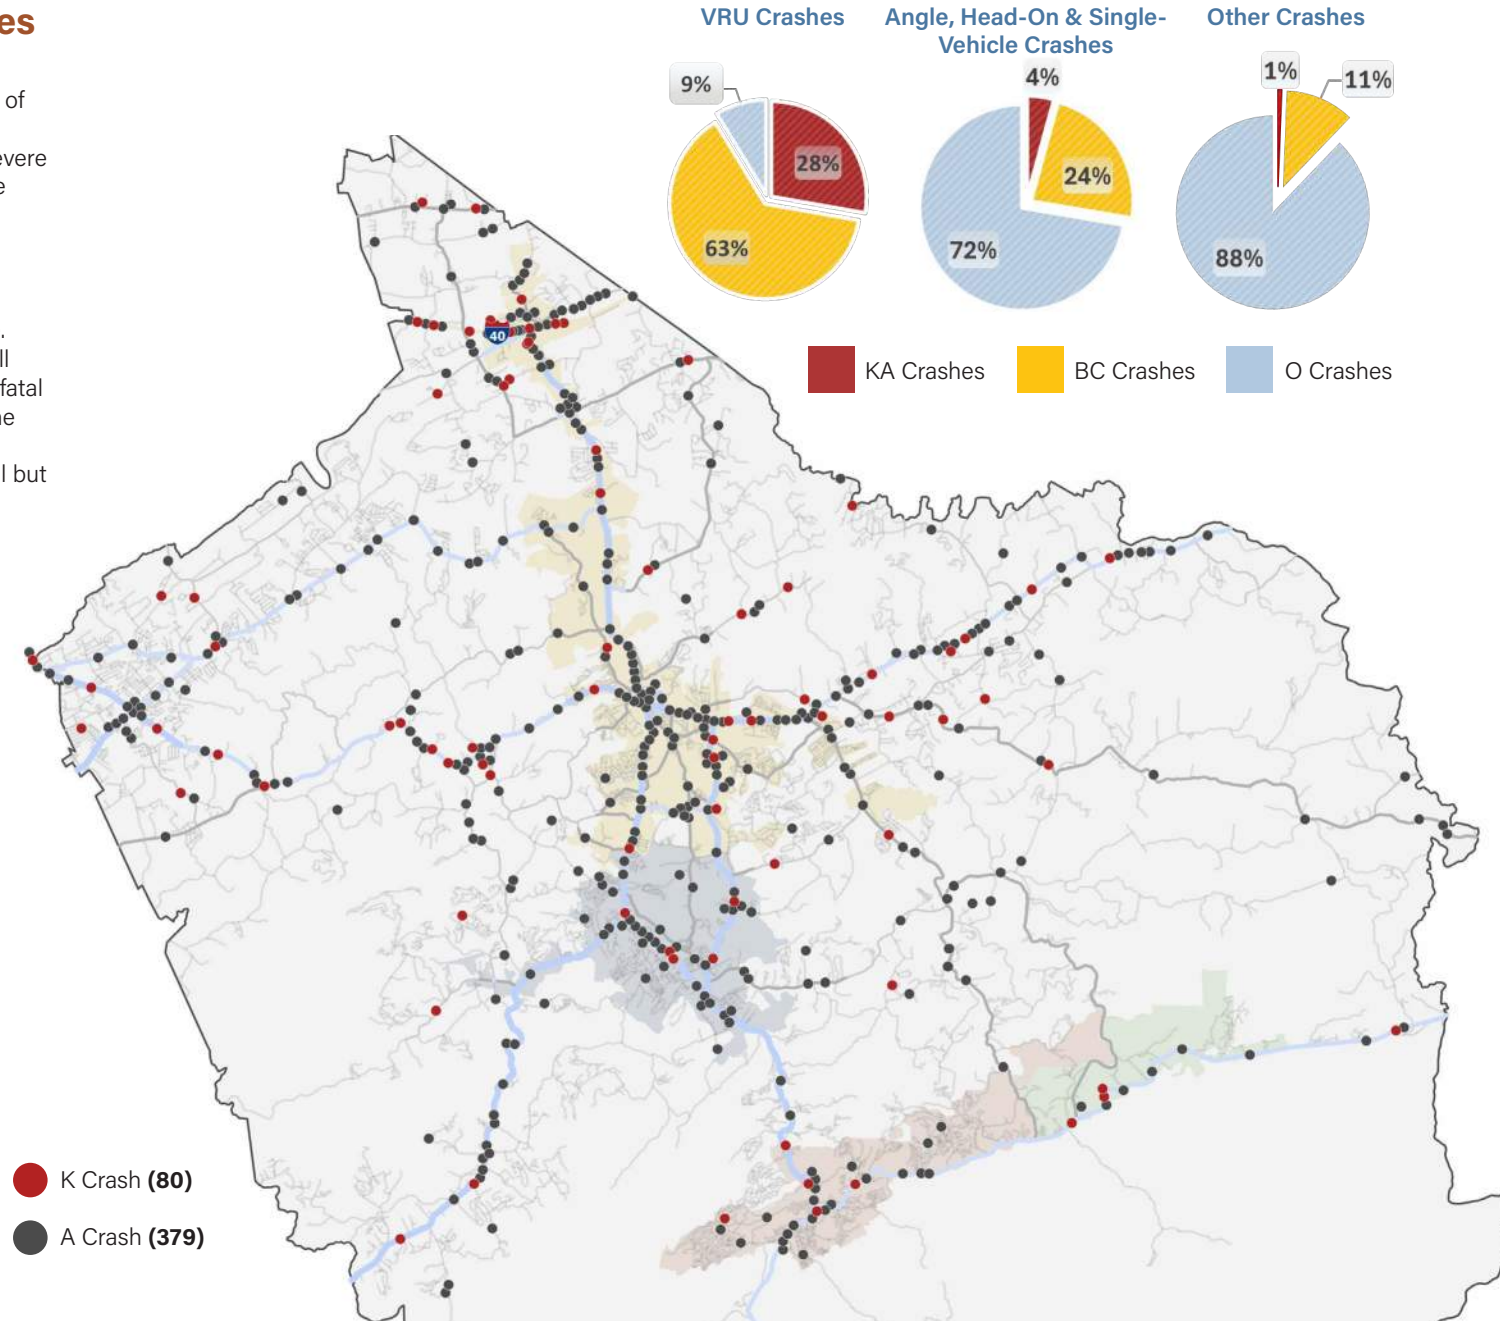 es
of
evere
e
.
ll
fatal
ne
l but
VRU Crashes
9%
28%
63%
Angle, Head-On & Single-
Vehicle Crashes
4%
24%
72%
Other Crashes
1%
11%
88%
KA Crashes
BC Crashes
O Crashes
40
K Crash (80)
A Crash (379)